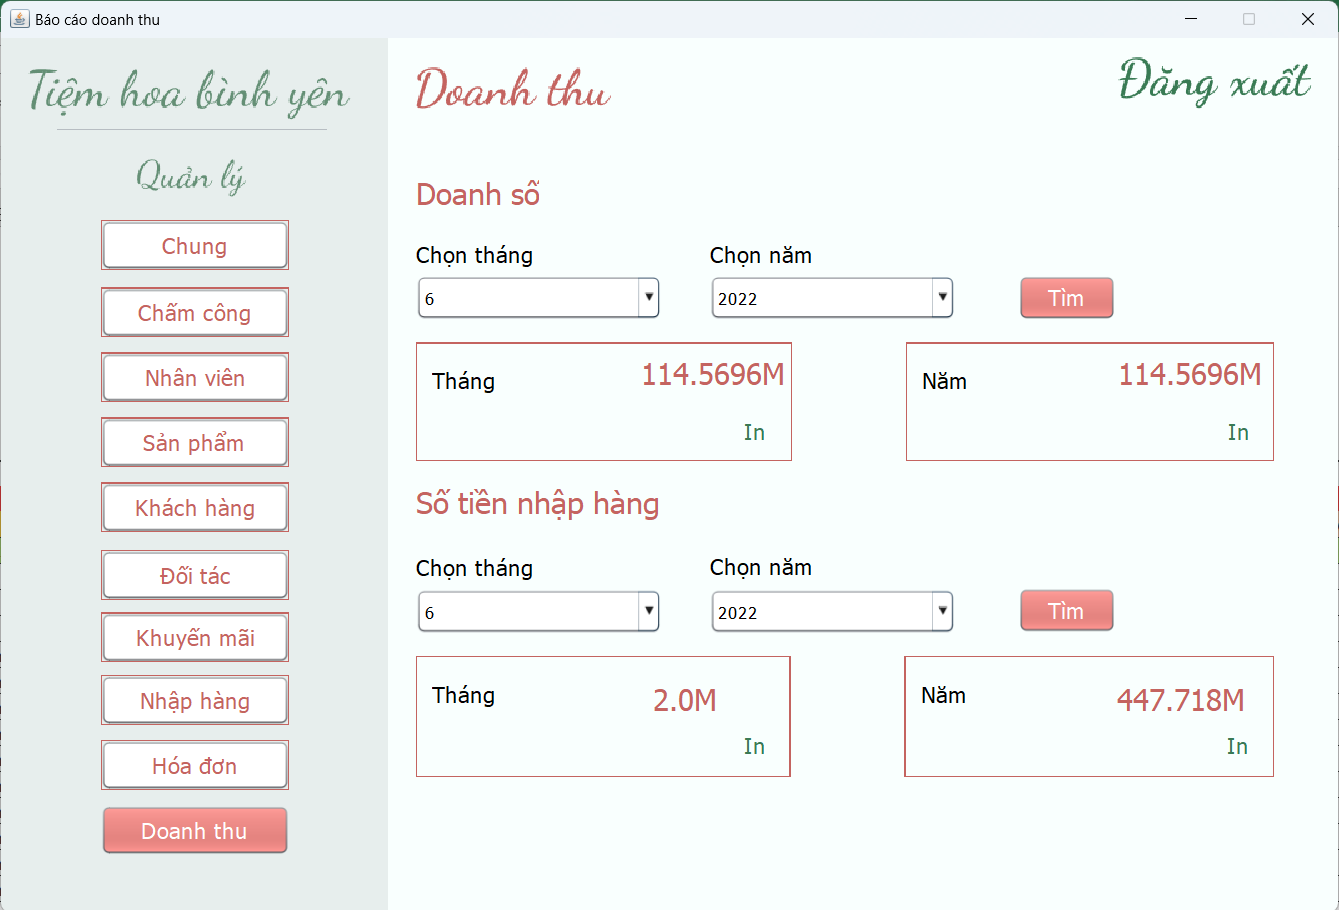 Báo cáo doanh thu
Tiệm hoa bình yên
Quản lý
Chung
Chấm công
Nhân viên
Sản phẩm
Khách hàng
Đối tác
Khuyến mãi
Nhập hàng
Hóa đơn
Doanh thu
Doanh thu
Đăng xuất
Doanh số
Chọn tháng
Chọn năm
6
2022
Tìm
Tháng
114.5696M
In
Năm
114.5696M
In
Số tiền nhập hàng
Chọn tháng
Chọn năm
6
2022
Tìm
Tháng
2.0M
In
Năm
447.718M
In